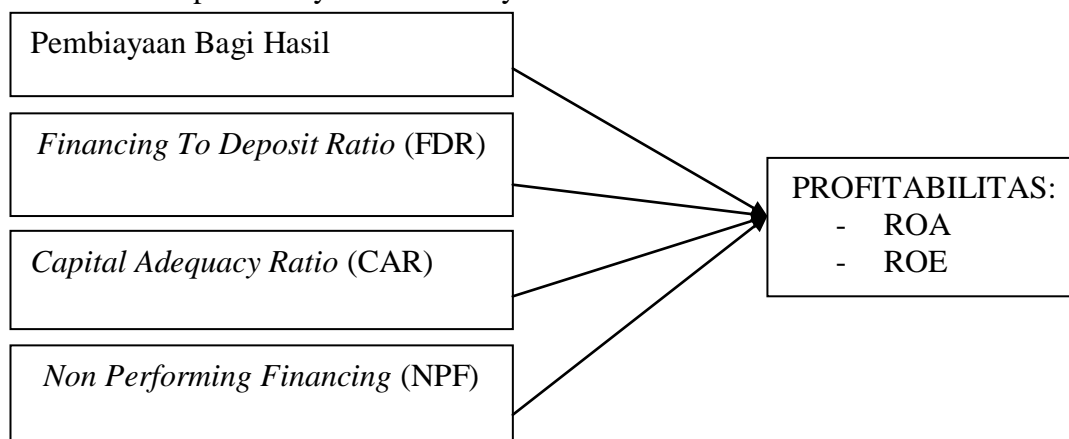 Pembiayaan Bagi Hasil
Financing To Deposit Ratio (FDR)
Capital Adequacy Ratio (CAR)
Non Performing Financing (NPF)
PROFITABILITAS:
- ROA
- ROE